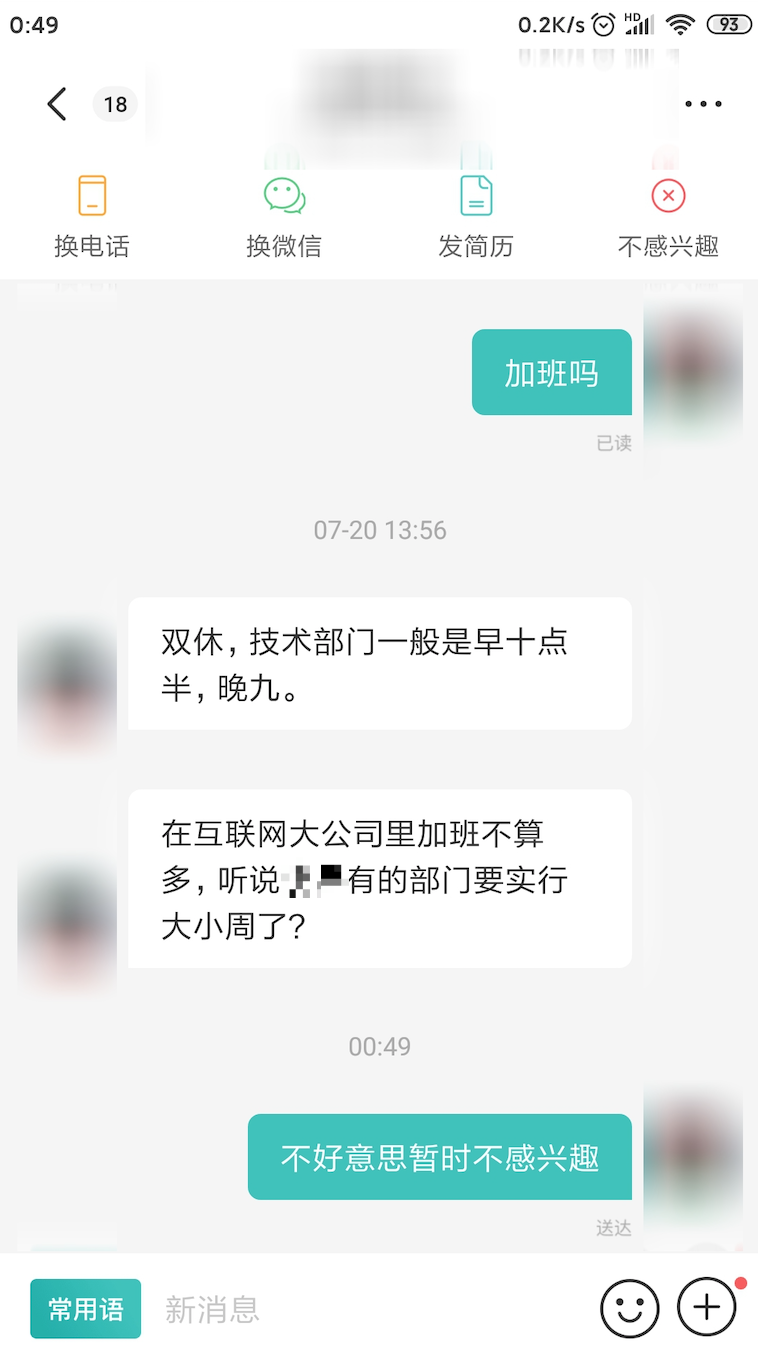 0:49
0.2K/s HD 93
18
换电话 换微信 发简历 不感兴趣
加班吗
已读
07-20 13:56
双休，技术部门一般是早十点
半，晚九。
在互联网大公司里加班不算
多，听说有的部门要实行
大小周了？
00:49
不好意思暂时不感兴趣
送达
常用语 新消息